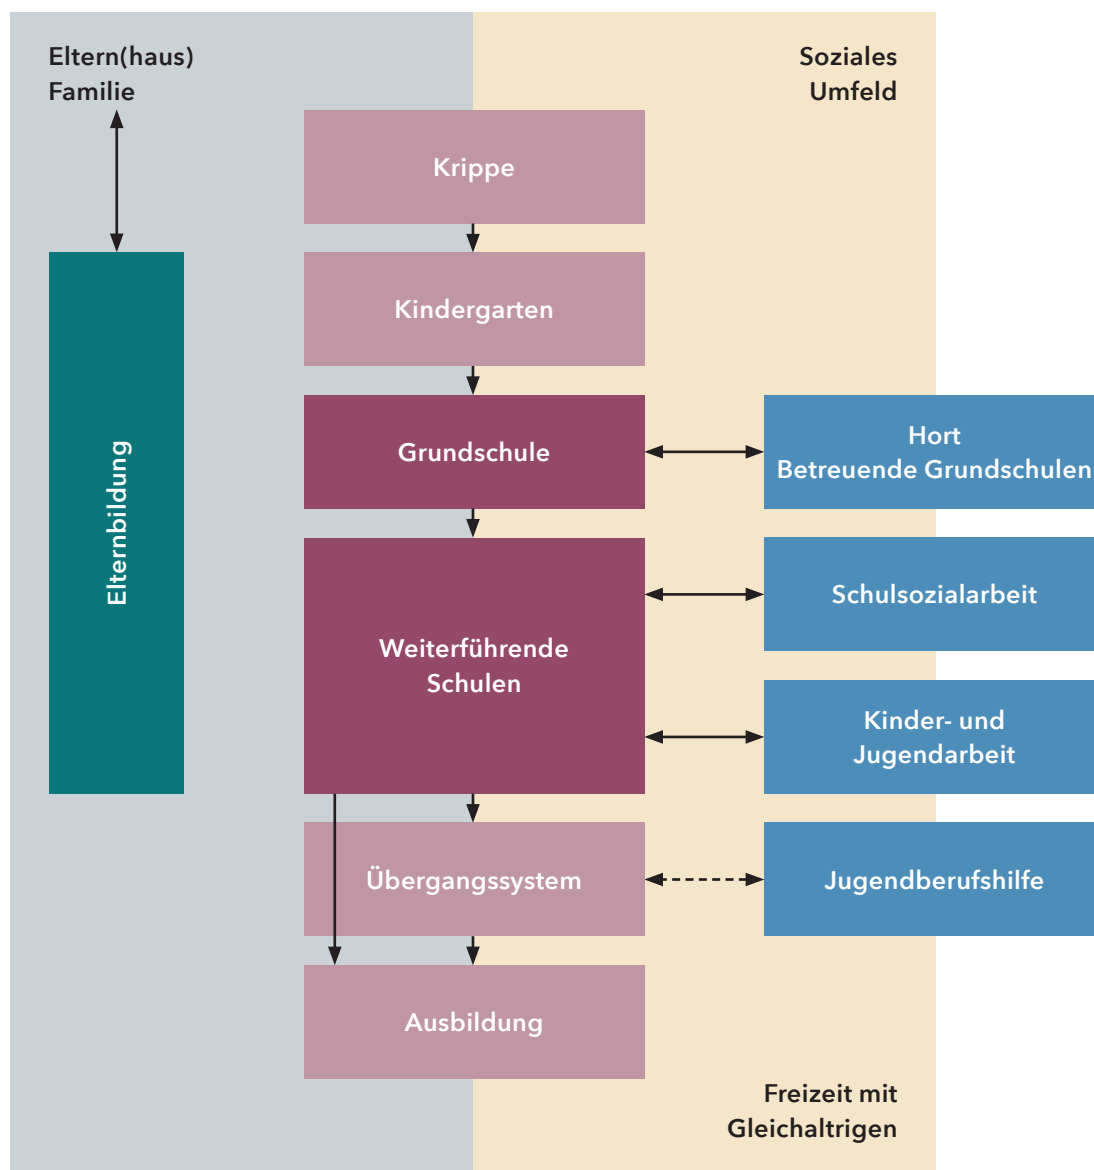 Eltern(haus)
Familie
Soziales
Umfeld
Krippe
Kindergarten
Grundschule
Hort
Betreuende Grundschulen
Elternbildung
Schulsozialarbeit
Weiterführende
Schulen
Kinder- und
Jugendarbeit
Übergangssystem
Jugendberufshilfe
Ausbildung
Freizeit mit
Gleichaltrigen